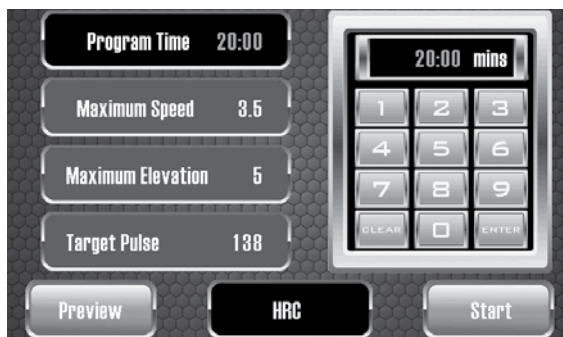 Program Time 20:00
Maximum Speed 3.5
Maximum Elevation 5
Target Pulse 138
20:00 mins
1 2 3
4 5 6
7 8 9
CLEAR 0 ENTER
Preview HRC Start